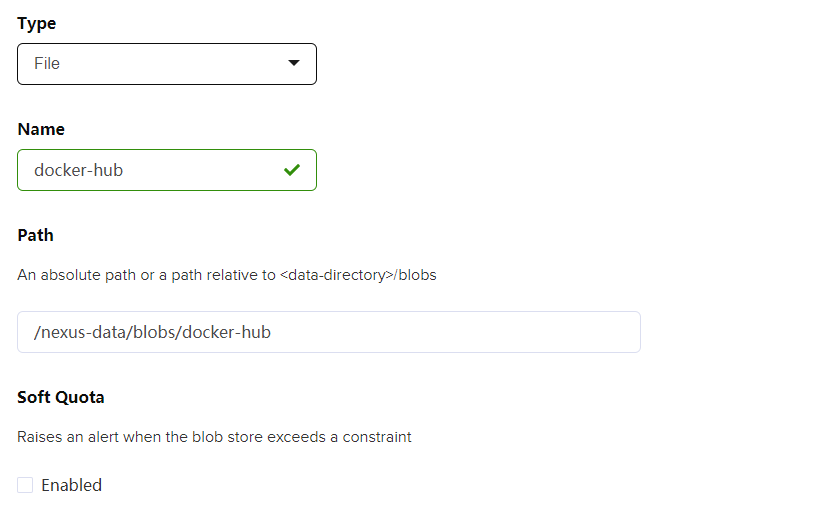 Type
File
Name
docker-hub
Path
An absolute path or a path relative to <data-directory>/blobs
/nexus-data/blobs/docker-hub
Soft Quota
Raises an alert when the blob store exceeds a constraint
Enabled